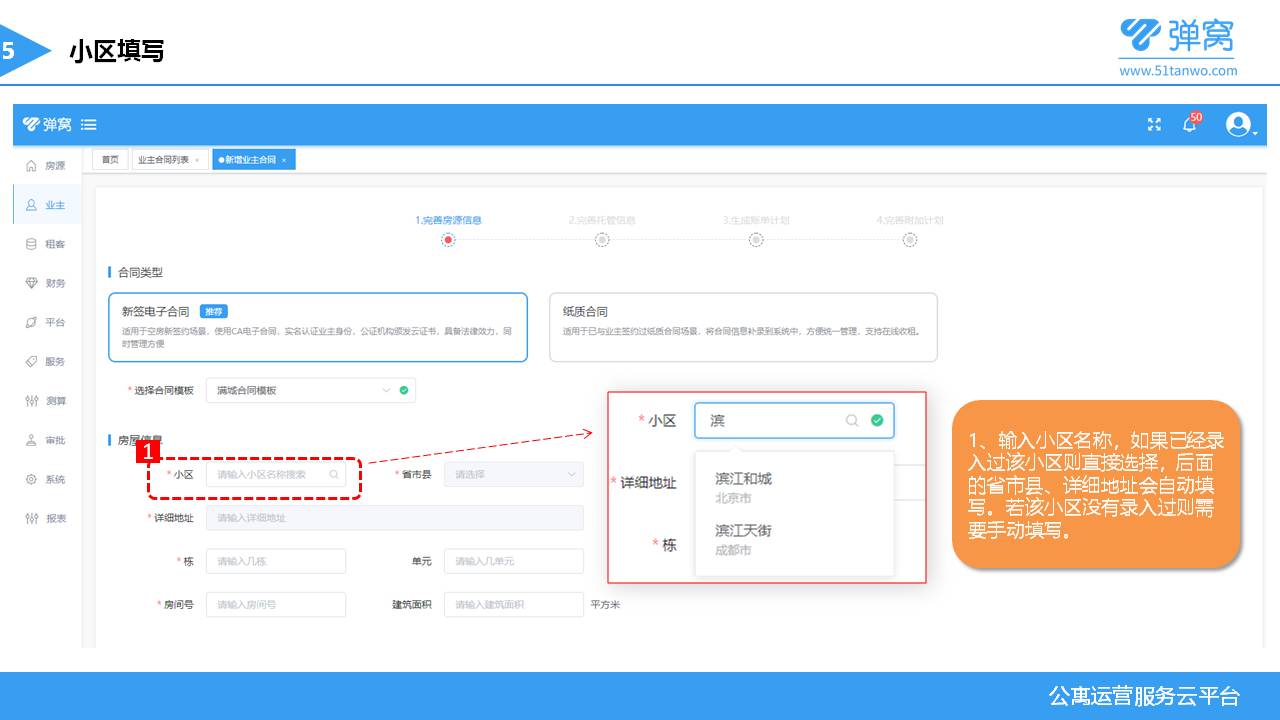 5
小区填写
弹窝
www.51tanwo.com
弹窝
50
房源
业主
租客
财务
平台
服务
测算
审批
系统
报表
首页
业主合同列表 ×
新增业主合同 ×
1.完善房源信息
2.完善托管信息
3.生成账单计划
4.完善附加计划
合同类型
新签电子合同 推荐
适用于空房新签约场景，使用CA电子合同，实名认证业主身份，公证机构颁发云证书，具备法律效力，同
时管理方便
纸质合同
适用于已与业主签约过纸质合同场景，将合同信息补录到系统中，方便统一管理，支持在线收租。
* 选择合同模板 满城合同模板
房屋信息
1
* 小区 请输入小区名称搜索
* 省市县 请选择
* 详细地址 请输入详细地址
* 栋 请输入几栋
单元 请输入几单元
* 房间号 请输入房间号
建筑面积 请输入建筑面积 平方米
* 小区 滨
* 详细地址
* 栋
滨江和城
北京市
滨江天街
成都市
1、输入小区名称，如果已经录
入过该小区则直接选择，后面
的省市县、详细地址会自动填
写。若该小区没有录入过则需
要手动填写。
公寓运营服务云平台